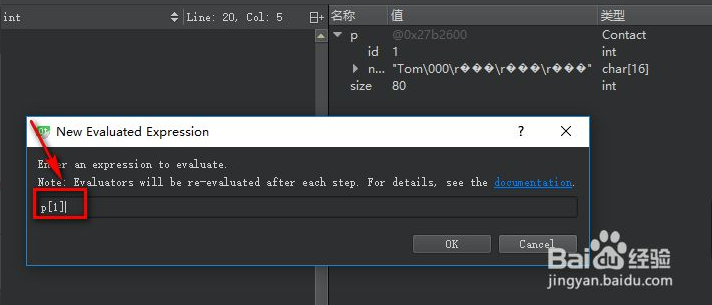 int
Line: 20, Col: 5
名称 值 类型
p @0x27b2600 Contact
id 1 int
n... "Tom\000\r���\r���\r���" char[16]
size 80 int
New Evaluated Expression
Enter an expression to evaluate.
Note: Evaluators will be re-evaluated after each step. For details, see the documentation.
p[1]
OK Cancel
Bai 经验
jingyan.baidu.com